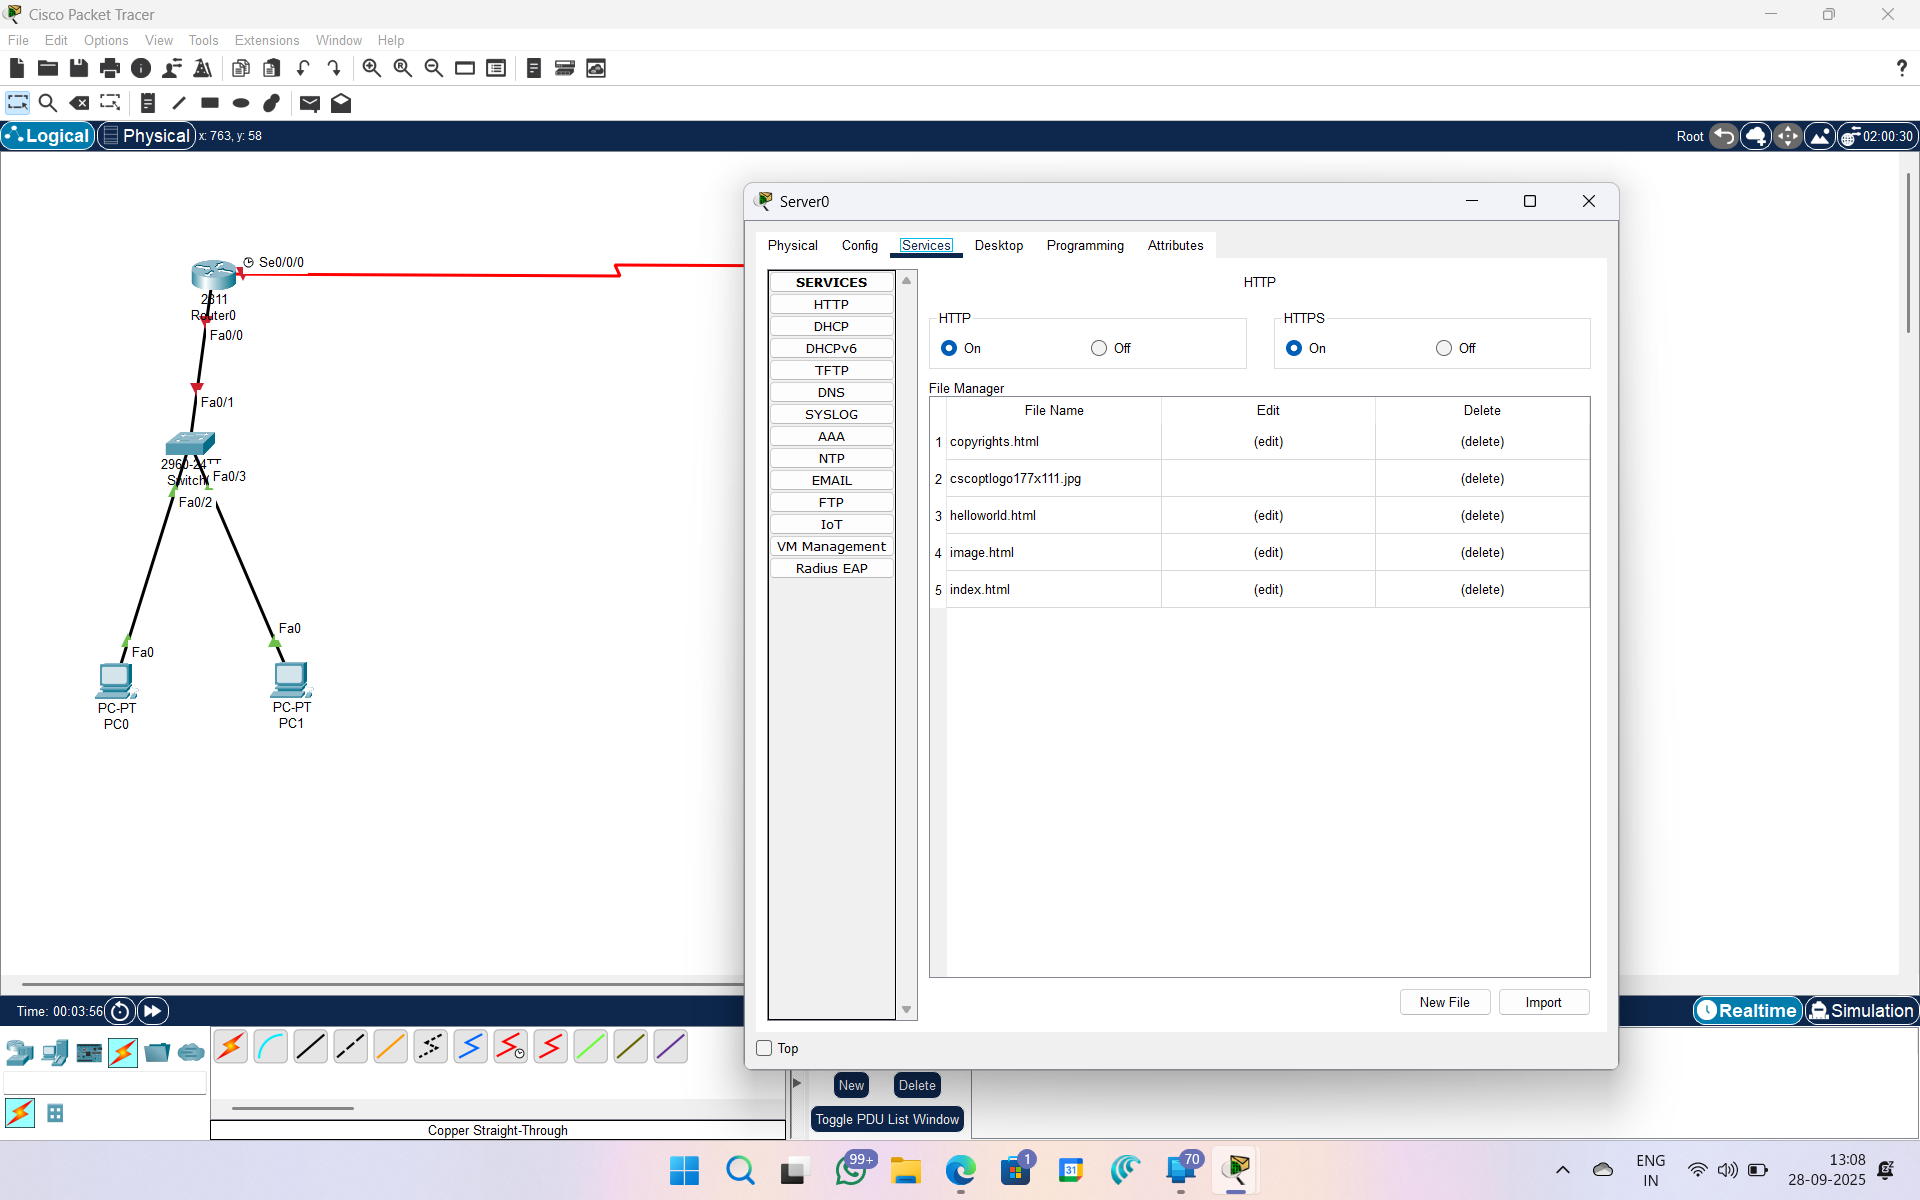 Cisco Packet Tracer
File Edit Options View Tools Extensions Window Help
?
Logical Physical x: 763, y: 58 Root 02:00:30
Se0/0/0
2811
Router0
Fa0/0
Fa0/1
2960-24TT
Switch
Fa0/3
Fa0/2
Fa0
Fa0
PC-PT
PC0
PC-PT
PC1
Server0
Physical Config Services Desktop Programming Attributes
SERVICES
HTTP
DHCP
DHCPv6
TFTP
DNS
SYSLOG
AAA
NTP
EMAIL
FTP
IoT
VM Management
Radius EAP
HTTP
HTTP
On Off
HTTPS
On Off
File Manager
File Name Edit Delete
1 copyrights.html (edit) (delete)
2 cscoptlogo177x111.jpg (delete)
3 helloworld.html (edit) (delete)
4 image.html (edit) (delete)
5 index.html (edit) (delete)
New File Import
Top
Time: 00:03:56 Realtime Simulation
New Delete
Toggle PDU List Window
Copper Straight-Through
99+ 1 31 70
ENG
IN
13:08
28-09-2025